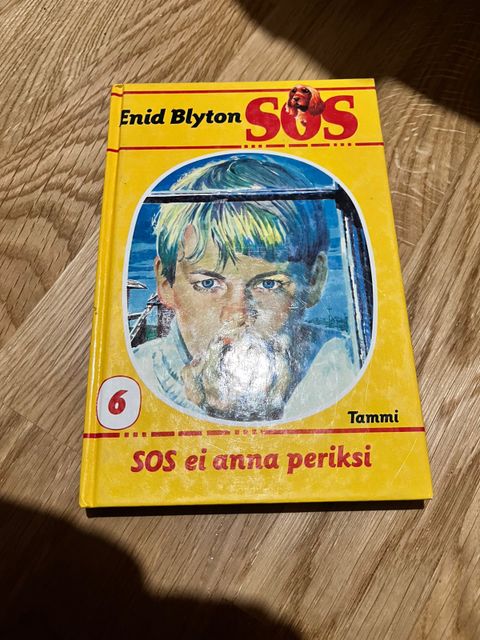 Enid Blyton SOS
6
Tammi
SOS ei anna periksi